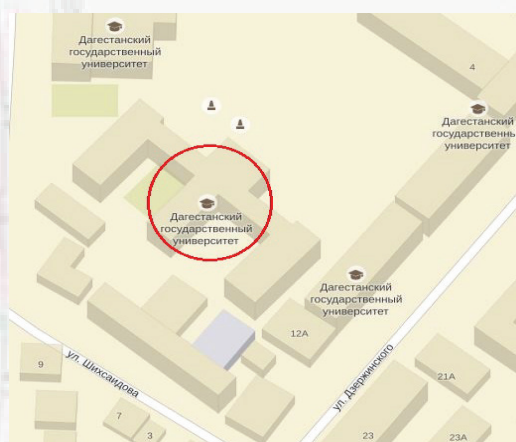 Дагестанский
государственный
университет
4
Дагестанский
государственны
университет
Дагестанский
государственный
университет
Дагестанский
государственный
университет
12А
9
ул. Шихсаидова
ул. Дзержинского
21А
7
3
23
23А